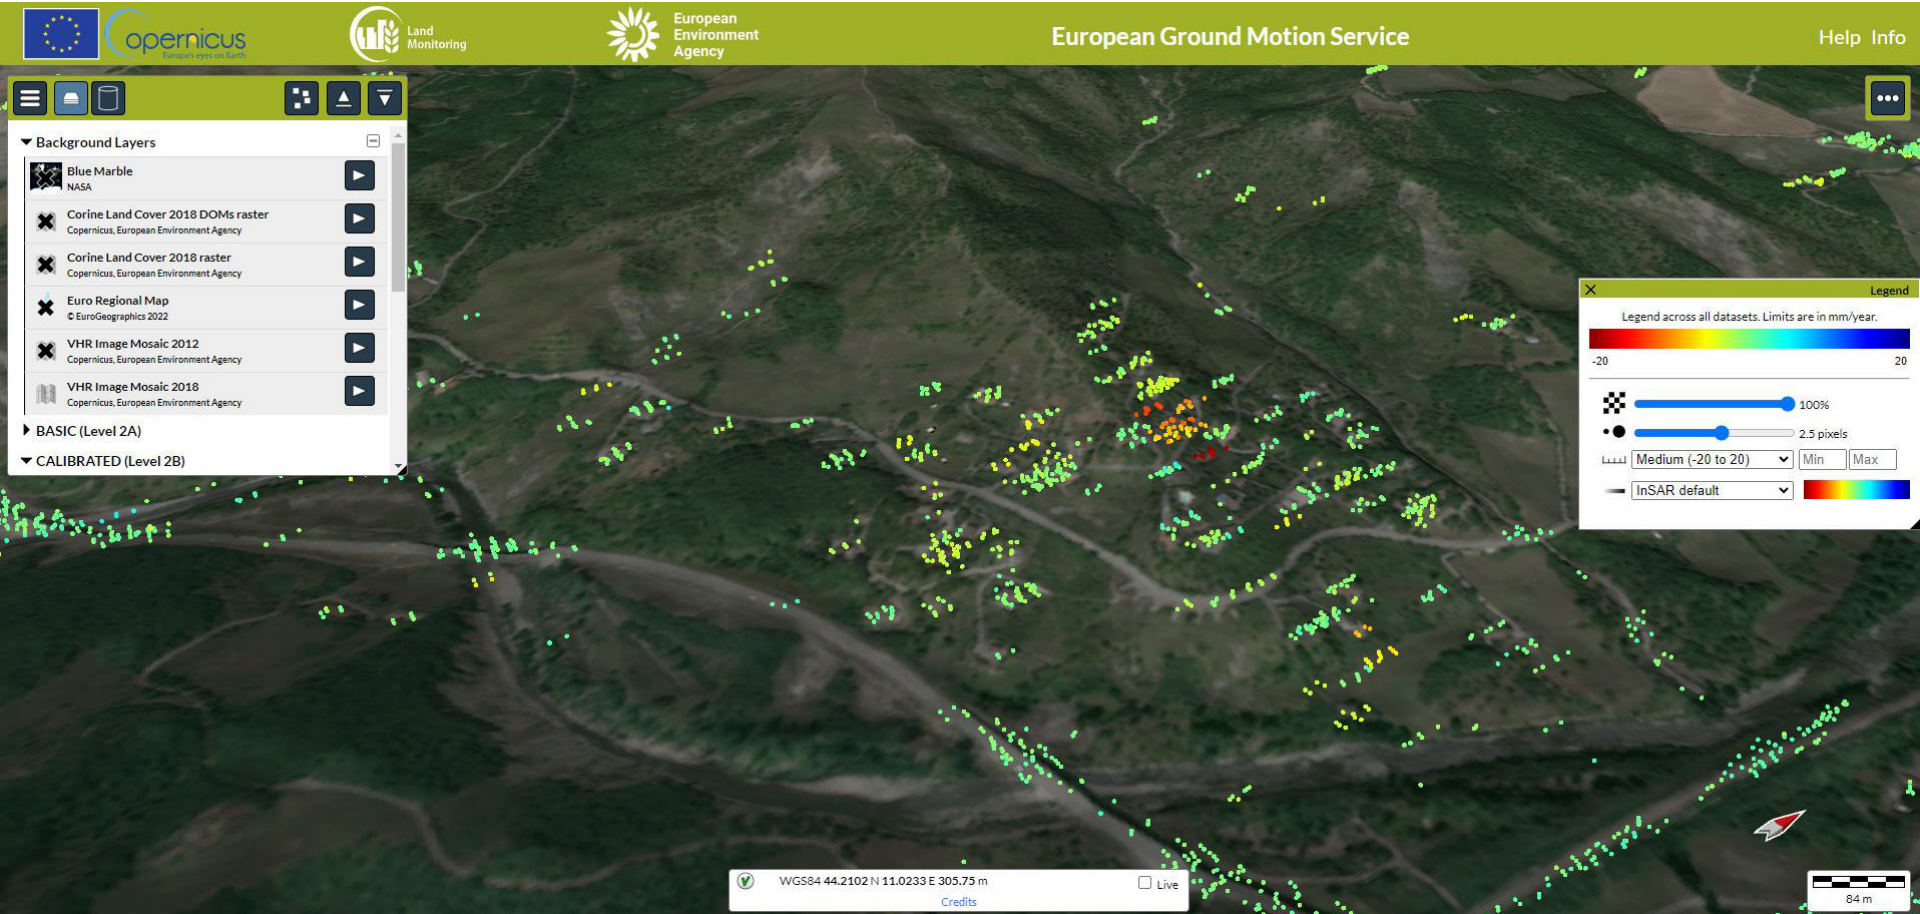 opernicus
Europe's eyes on Earth
Land
Monitoring
European
Environment
Agency
European Ground Motion Service
Help Info
Background Layers
Blue Marble
NASA
Corine Land Cover 2018 DOMs raster
Copernicus, European Environment Agency
Corine Land Cover 2018 raster
Copernicus, European Environment Agency
Euro Regional Map
© EuroGeographics 2022
VHR Image Mosaic 2012
Copernicus, European Environment Agency
VHR Image Mosaic 2018
Copernicus, European Environment Agency
BASIC (Level 2A)
CALIBRATED (Level 2B)
Legend
Legend across all datasets. Limits are in mm/year.
-20 20
100%
2.5 pixels
Medium (-20 to 20) Min Max
InSAR default
WGS84 44.2102 N 11.0233 E 305.75 m
Live
Credits
84 m